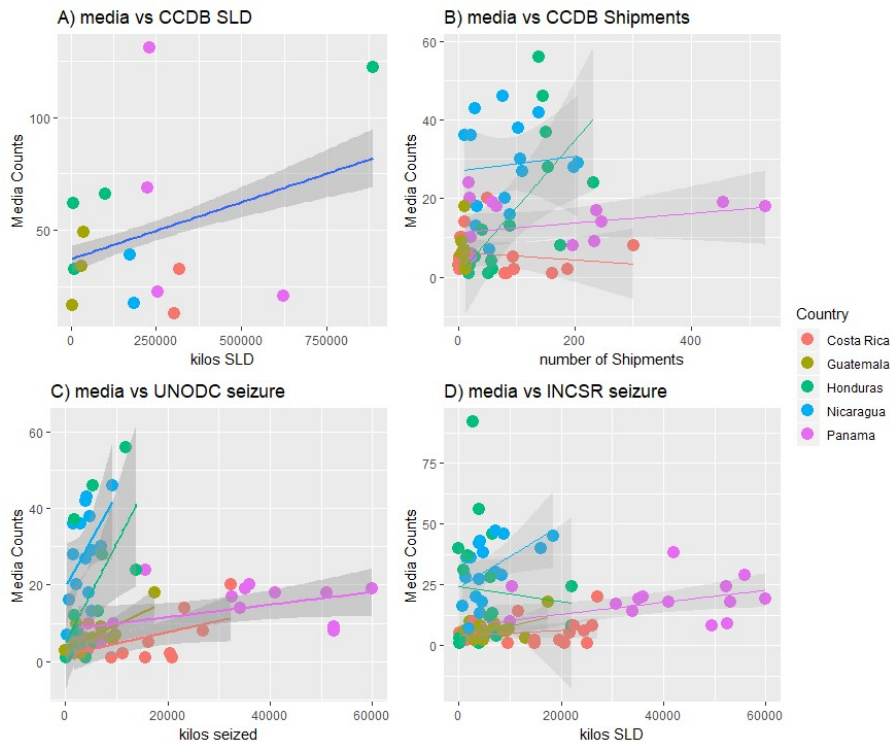 A) media vs CCDB SLD
Media Counts
100
50
0
250000
500000
750000
kilos SLD
B) media vs CCDB Shipments
Media Counts
60
40
20
0
0
200
400
number of Shipments
C) media vs UNODC seizure
Media Counts
60
40
20
0
0
20000
40000
60000
kilos seized
D) media vs INCSR seizure
Media Counts
75
50
25
0
0
20000
40000
60000
kilos SLD
Country
Costa Rica
Guatemala
Honduras
Nicaragua
Panama